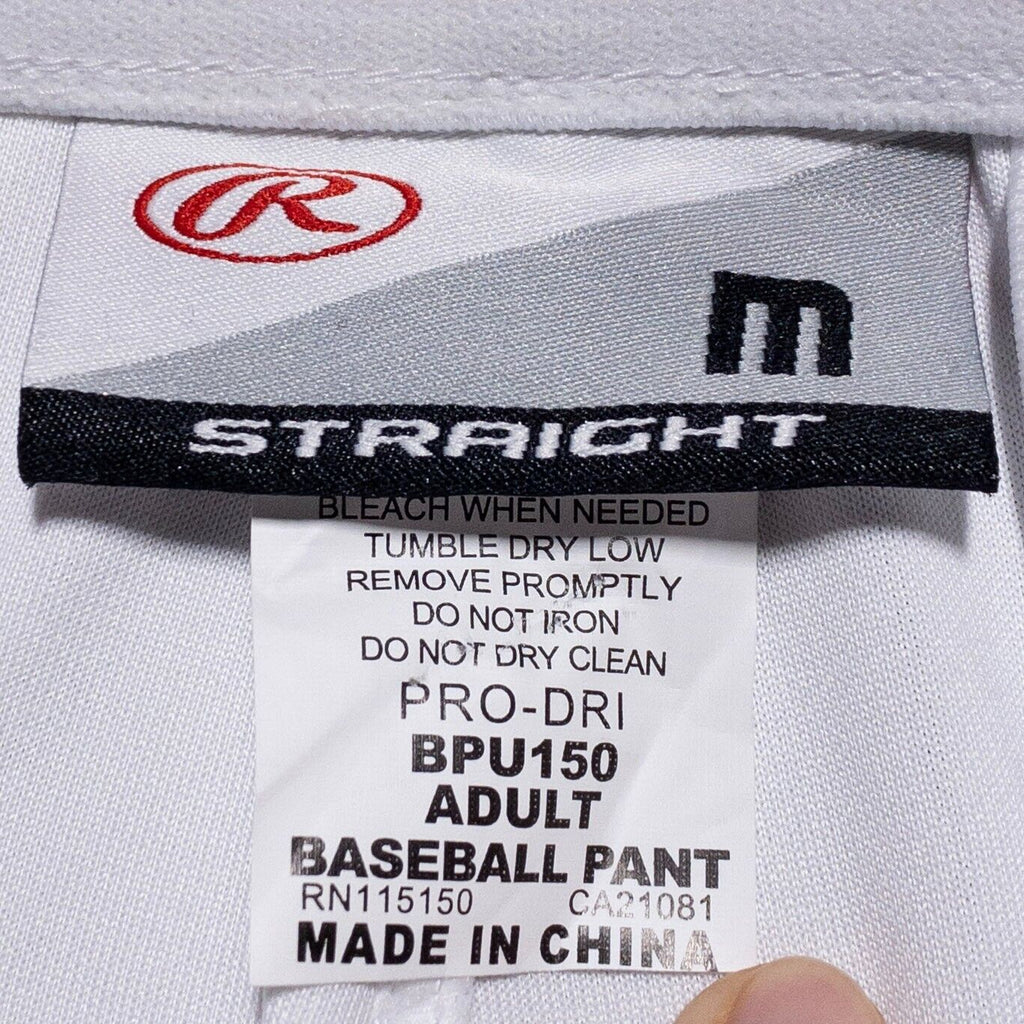 R
m
STRAIGHT
BLEACH WHEN NEEDED
TUMBLE DRY LOW
REMOVE PROMPTLY
DO NOT IRON
DO NOT DRY CLEAN
PRO-DRI
BPU150
ADULT
BASEBALL PANT
RN115150 CA21081
MADE IN CHINA